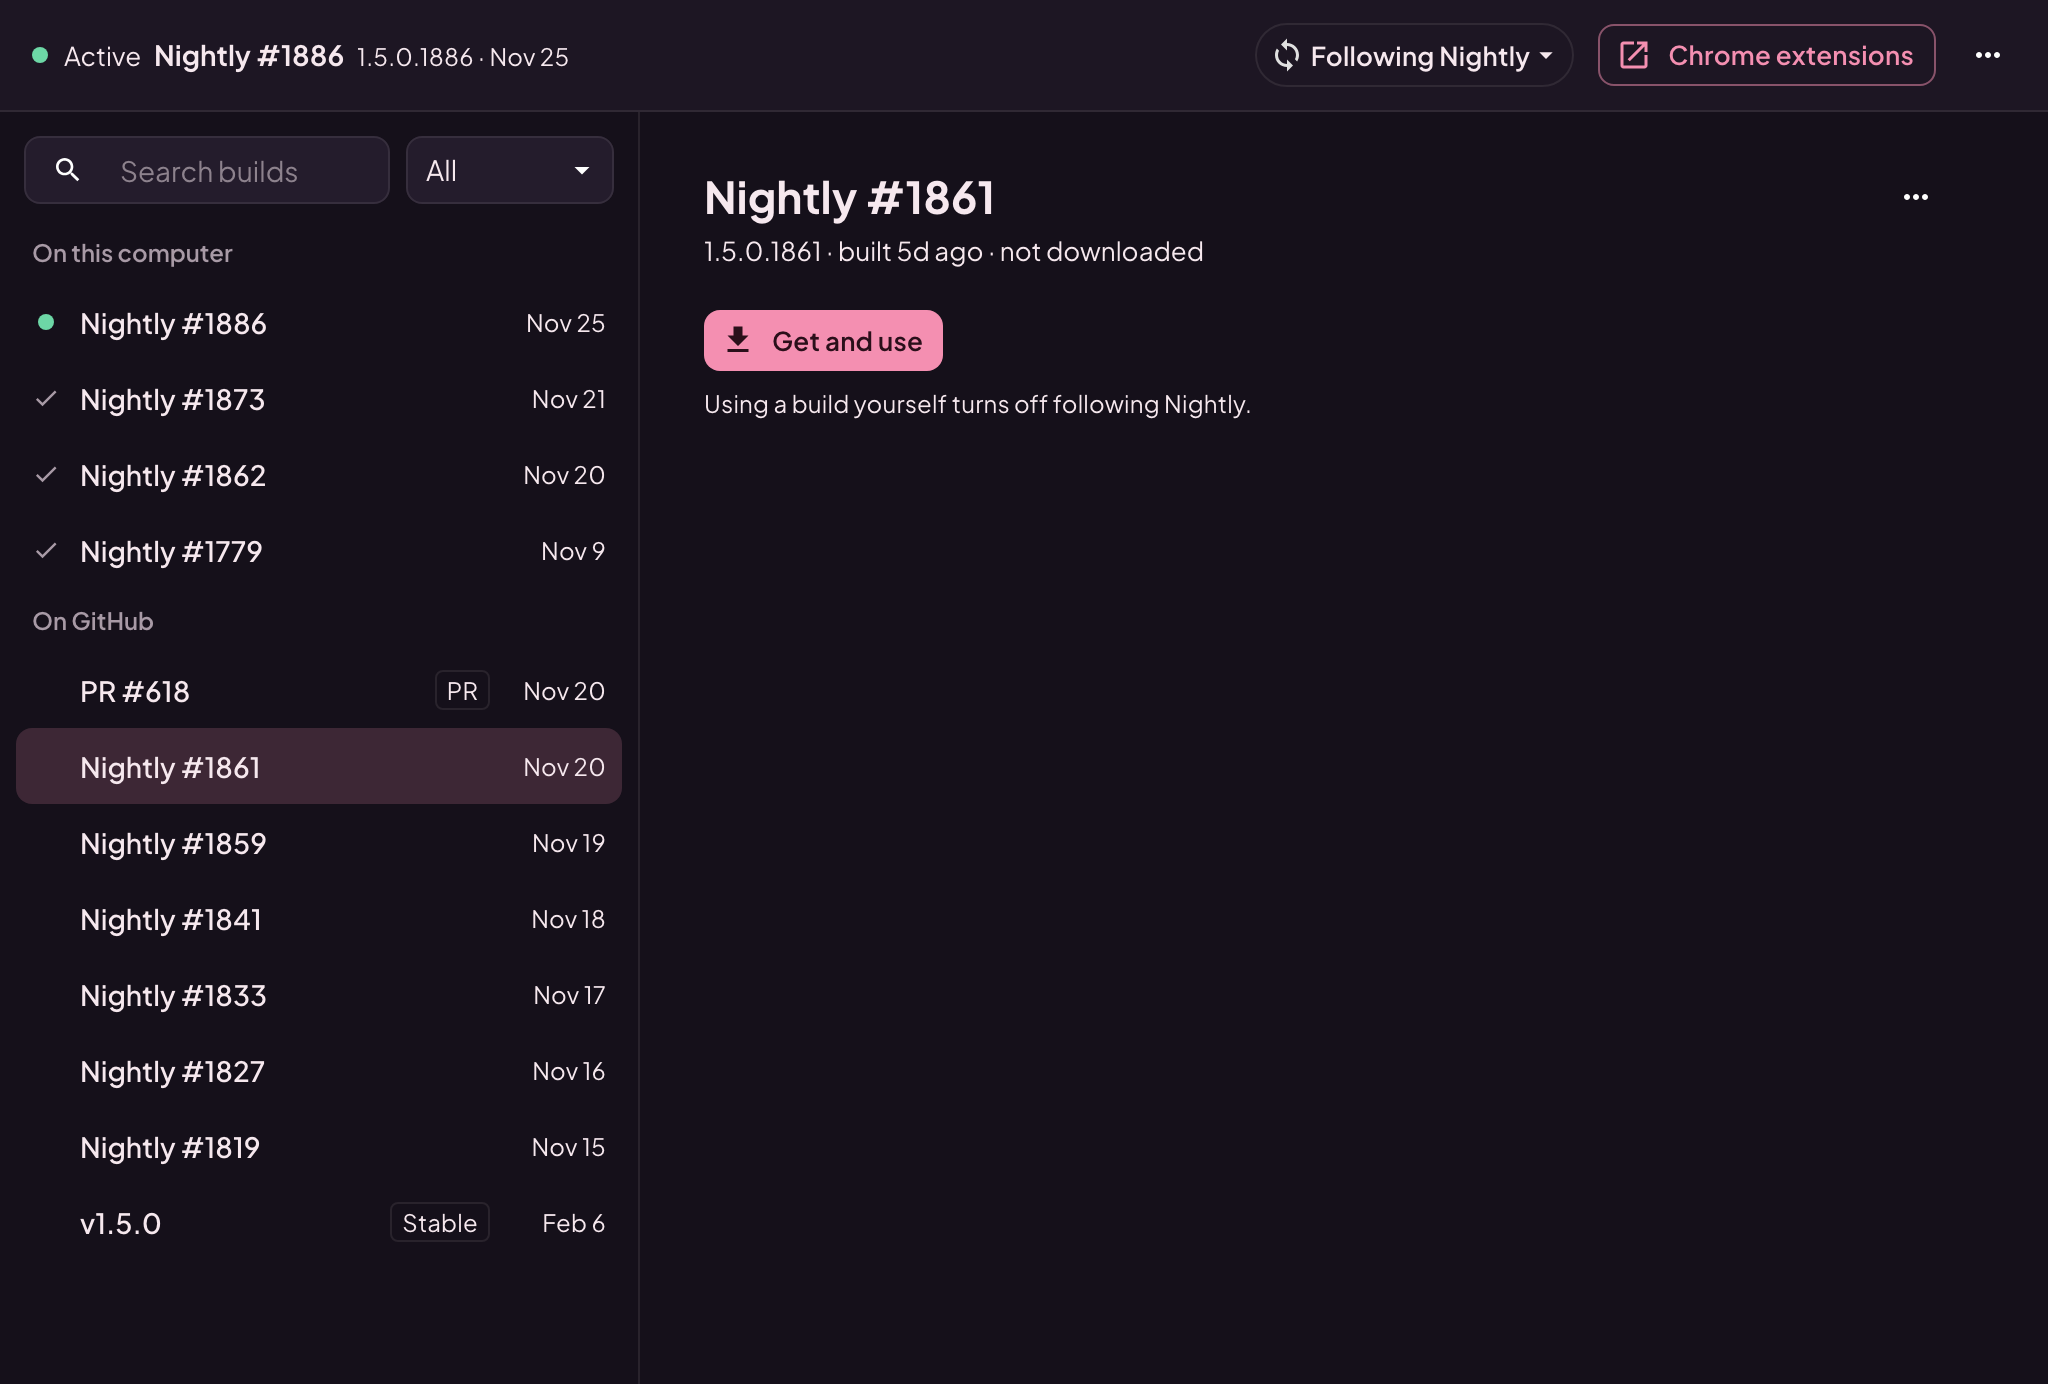 Active Nightly #1886 1.5.0.1886 · Nov 25
Following Nightly
Chrome extensions
Search builds
All
On this computer
Nightly #1886 Nov 25
Nightly #1873 Nov 21
Nightly #1862 Nov 20
Nightly #1779 Nov 9
On GitHub
PR #618 PR Nov 20
Nightly #1861 Nov 20
Nightly #1859 Nov 19
Nightly #1841 Nov 18
Nightly #1833 Nov 17
Nightly #1827 Nov 16
Nightly #1819 Nov 15
v1.5.0 Stable Feb 6
Nightly #1861
1.5.0.1861 · built 5d ago · not downloaded
Get and use
Using a build yourself turns off following Nightly.